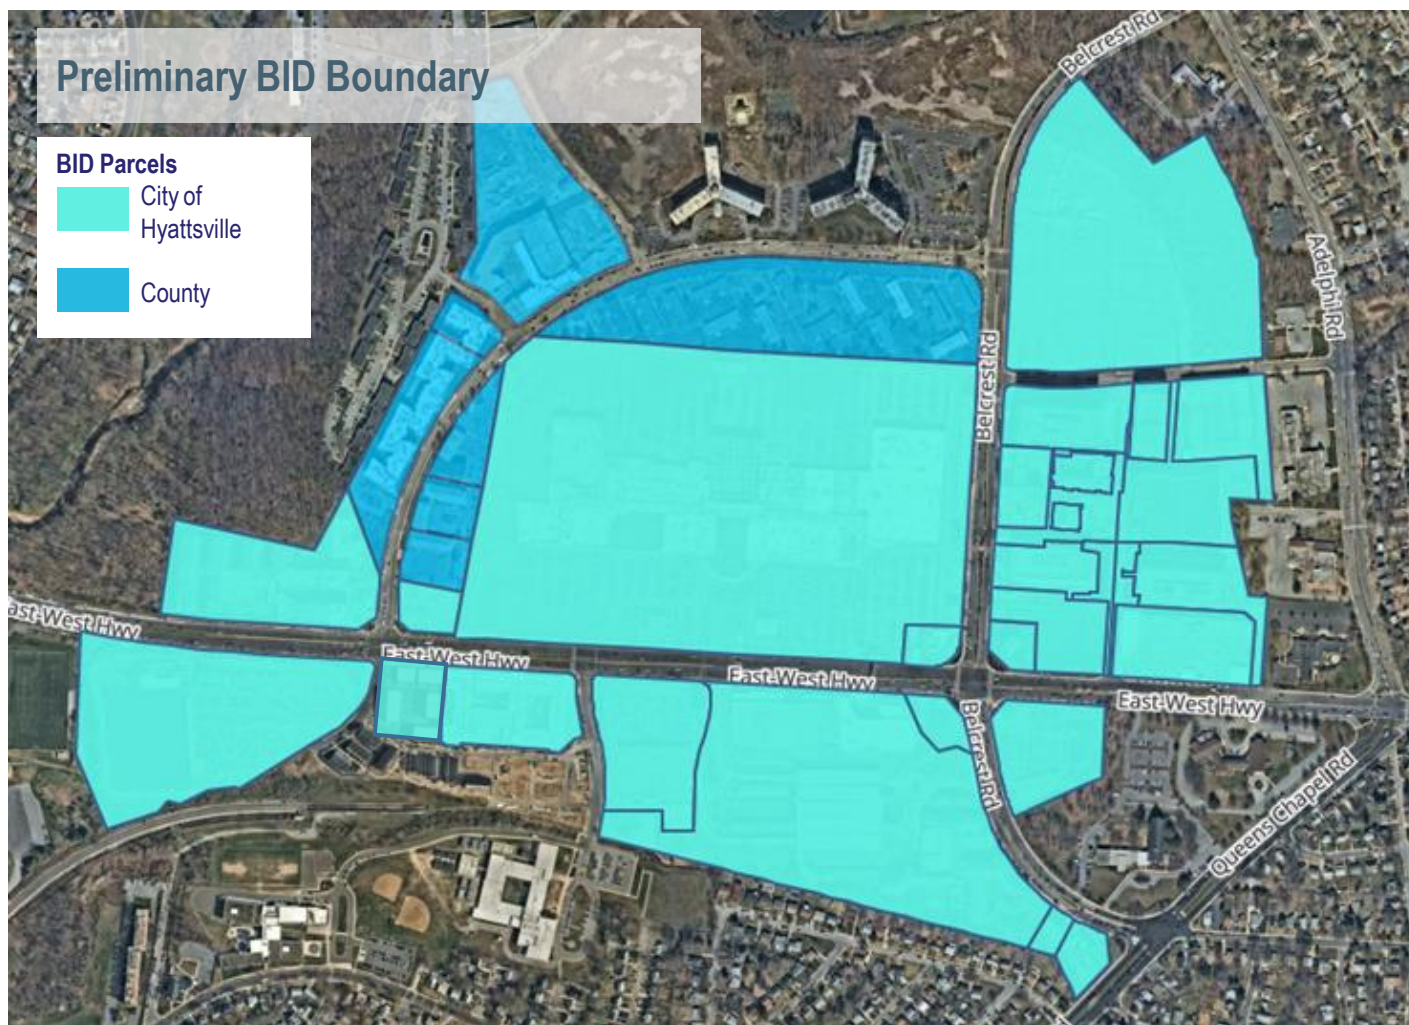 Preliminary BID Boundary
BID Parcels
City of
Hyattsville
County
Belcrest Rd
Adelphi Rd
Belcrest Rd
East-West Hwy
East-West Hwy
East-West Hwy
East-West Hwy
Belcrest Rd
Queens Chapel Rd